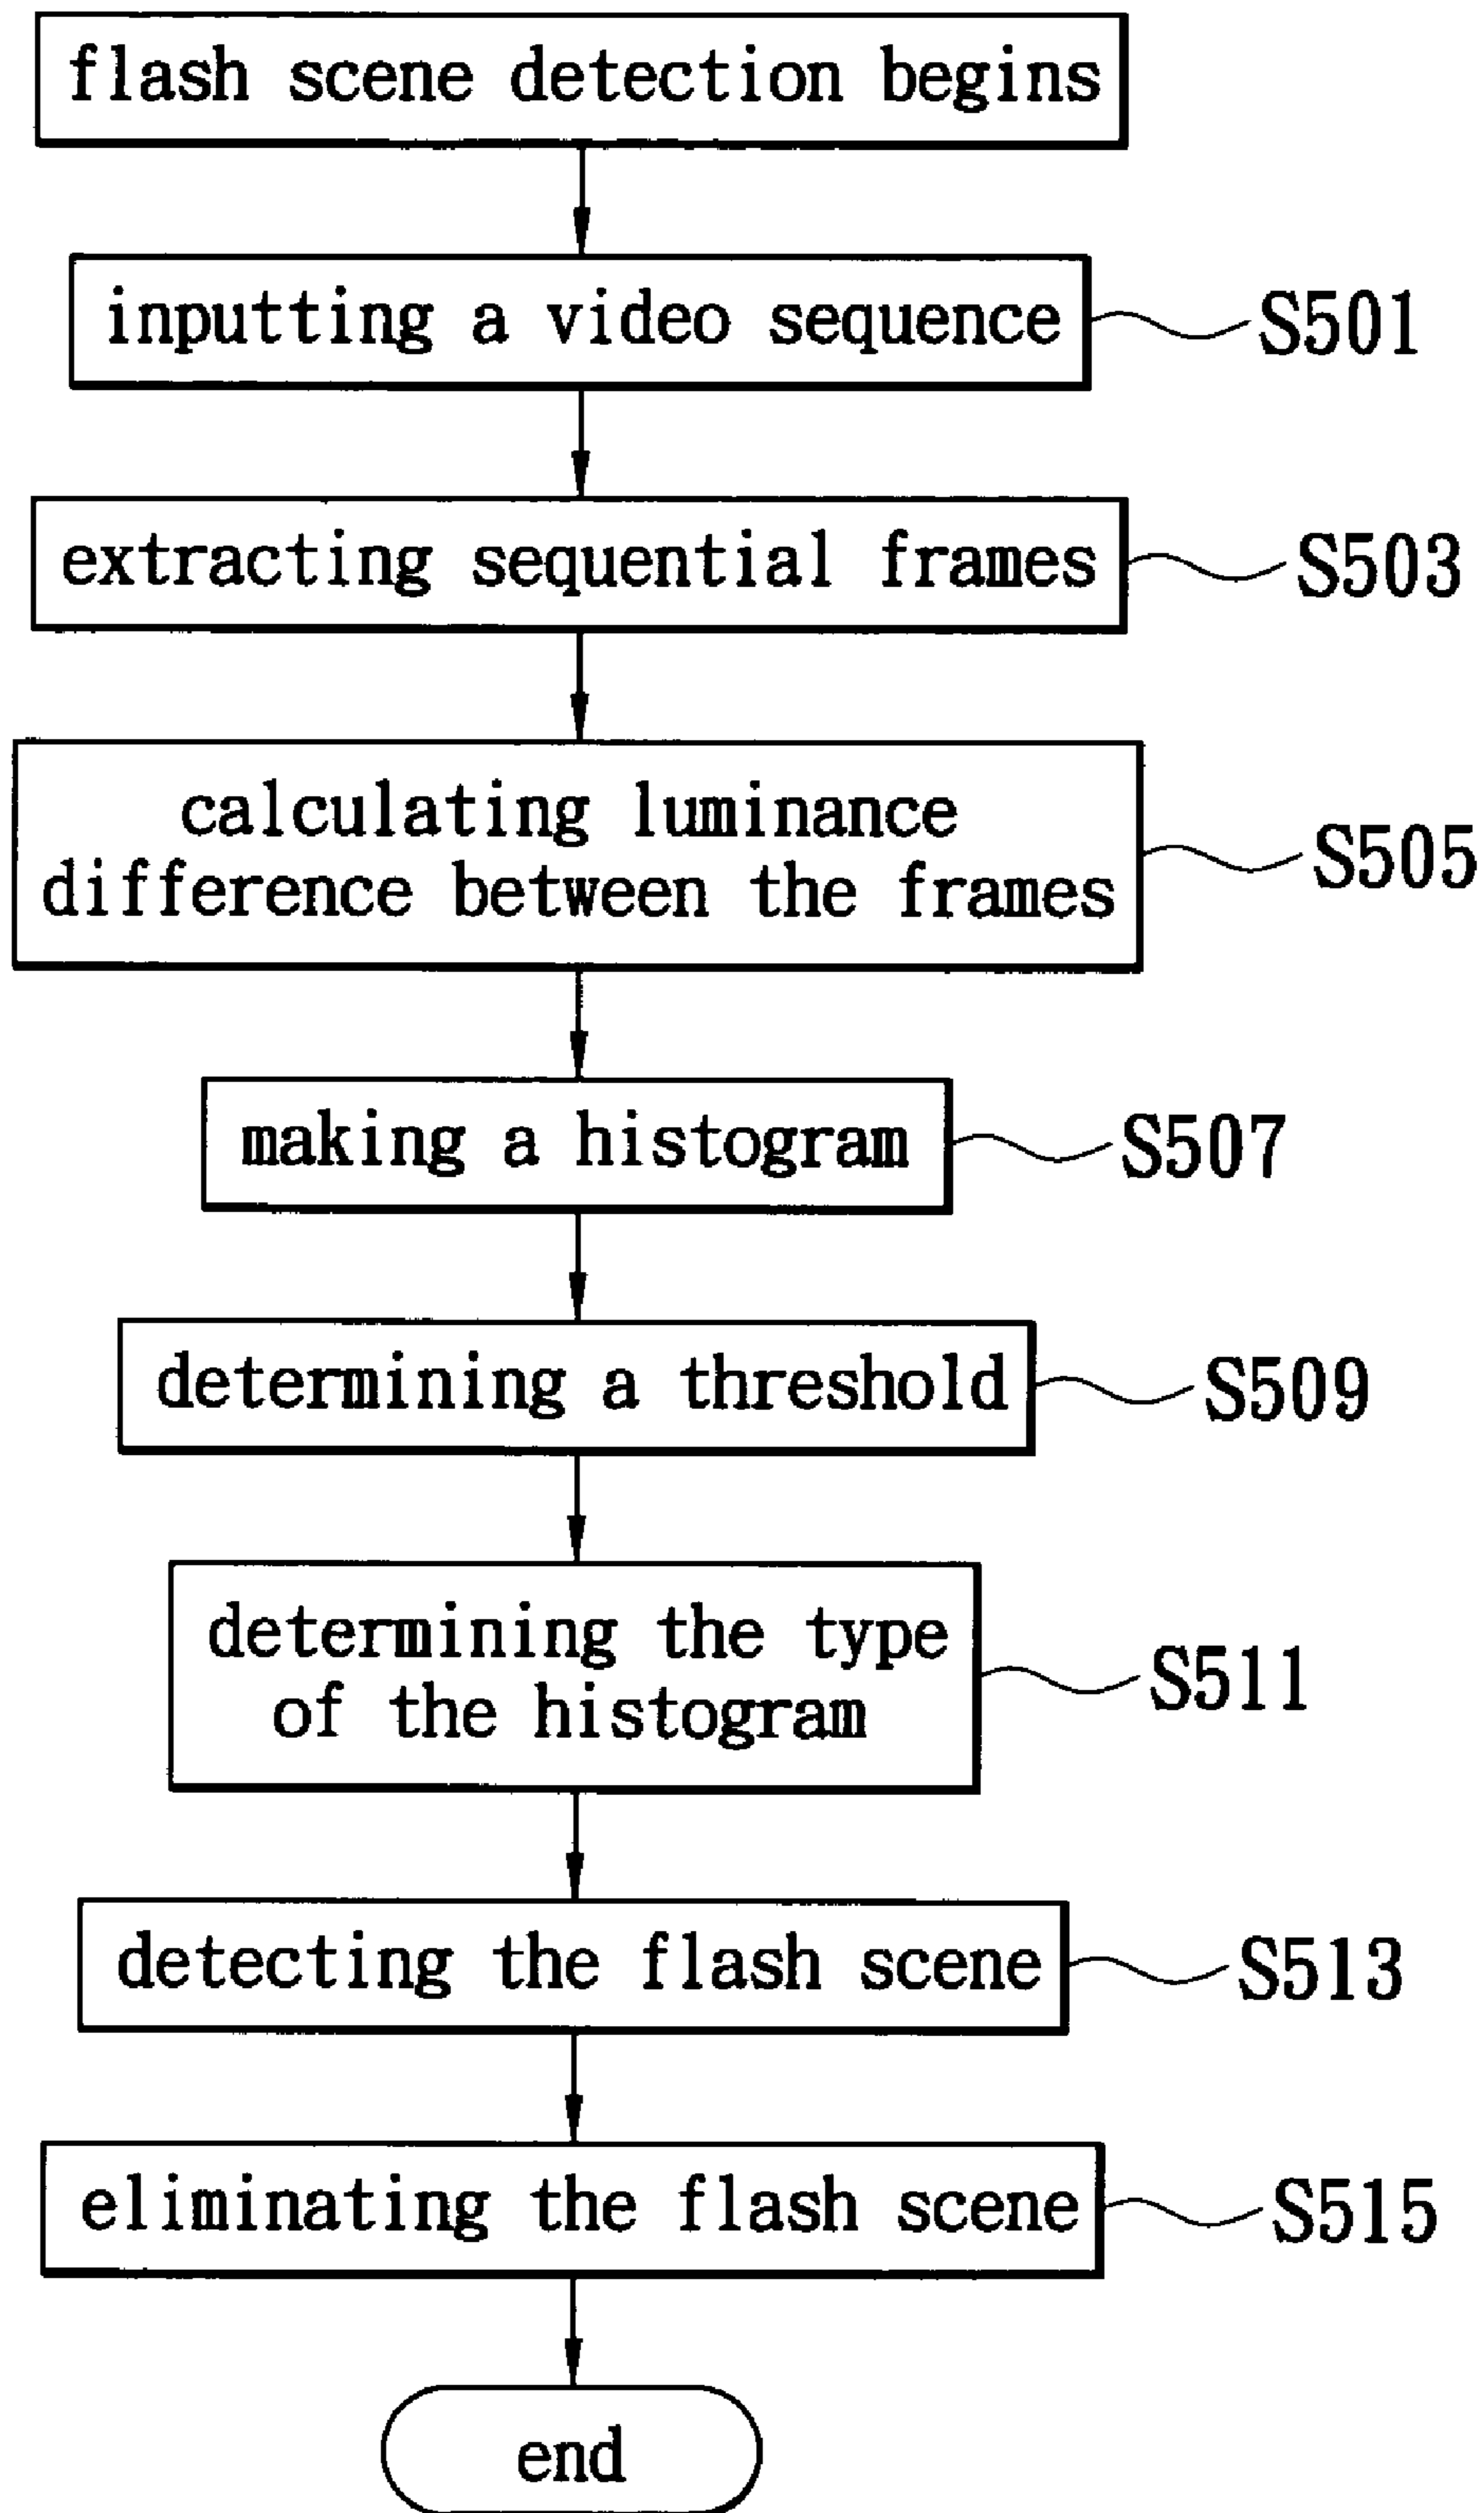 flash scene detection begins
inputting a video sequence
S501
extracting sequential frames
S503
calculating luminance
difference between the frames
S505
making a histogram
S507
determining a threshold
S509
determining the type
of the histogram
S511
detecting the flash scene
S513
eliminating the flash scene
S515
end